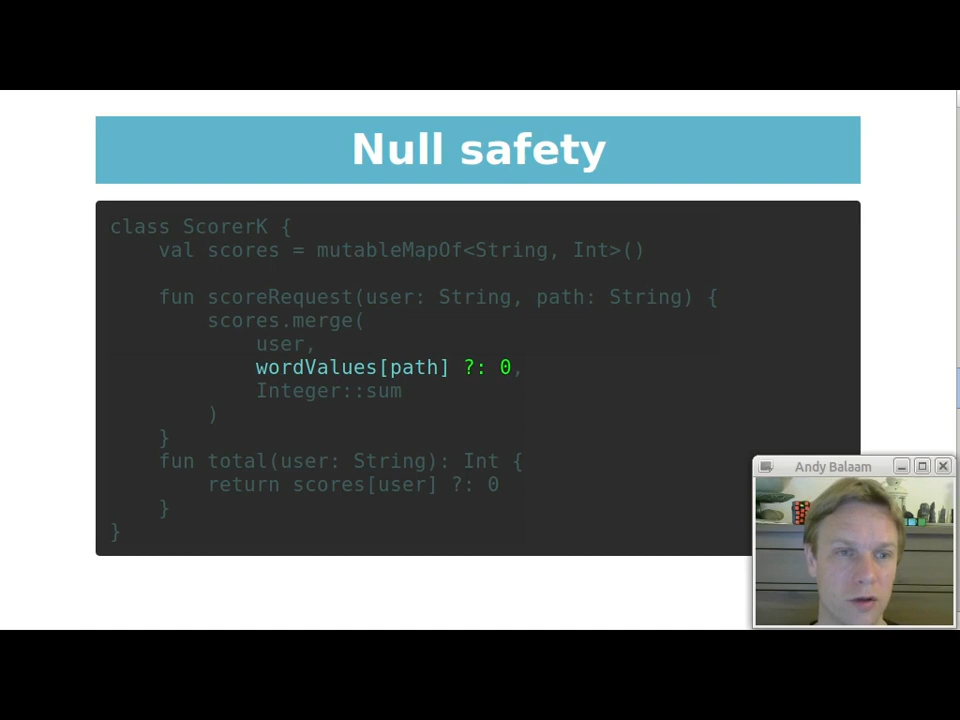 Null safety
class ScorerK {
    val scores = mutableMapOf<String, Int>()
    fun scoreRequest(user: String, path: String) {
        scores.merge(
            user,
            wordValues[path] ?: 0,
            Integer::sum
        )
    }
    fun total(user: String): Int {
        return scores[user] ?: 0
    }
}
Andy Balaam